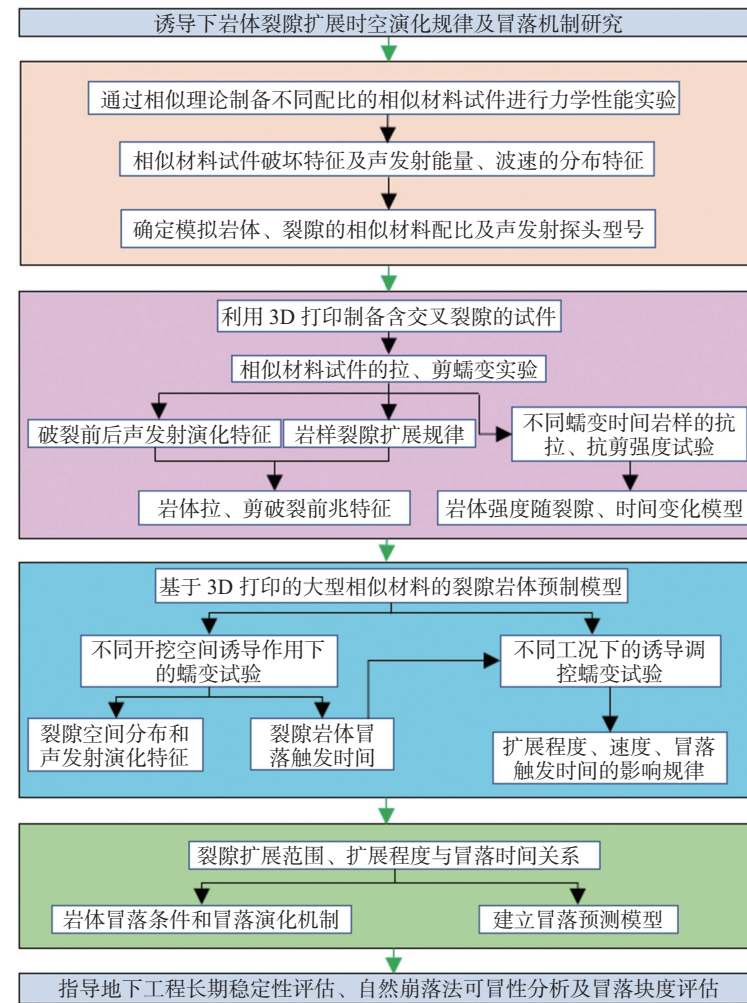 诱导下岩体裂隙扩展时空演化规律及冒落机制研究
通过相似理论制备不同配比的相似材料试件进行力学性能实验
相似材料试件破坏特征及声发射能量、波速的分布特征
确定模拟岩体、裂隙的相似材料配比及声发射探头型号
利用 3D 打印制备含交叉裂隙的试件
相似材料试件的拉、剪蠕变实验
破裂前后声发射演化特征
岩样裂隙扩展规律
不同蠕变时间岩样的抗
拉、抗剪强度试验
岩体拉、剪破裂前兆特征
岩体强度随裂隙、时间变化模型
基于 3D 打印的大型相似材料的裂隙岩体预制模型
不同开挖空间诱导作用下
的蠕变试验
不同工况下的诱导调
控蠕变试验
裂隙空间分布和
声发射演化特征
裂隙岩体冒
落触发时间
扩展程度、速度、冒落
触发时间的影响规律
裂隙扩展范围、扩展程度与冒落时间关系
岩体冒落条件和冒落演化机制
建立冒落预测模型
指导地下工程长期稳定性评估、自然崩落法可冒性分析及冒落块度评估